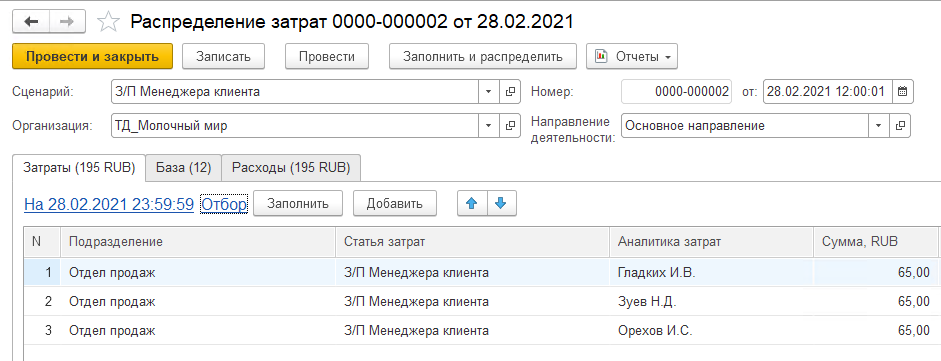 Распределение затрат 0000-000002 от 28.02.2021
Провести и закрыть Записать Провести Заполнить и распределить Отчеты
Сценарий: З/П Менеджера клиента Номер: 0000-000002 от: 28.02.2021 12:00:01
Организация: ТД_Молочный мир Направление деятельности: Основное направление
Затраты (195 RUB) База (12) Расходы (195 RUB)
На 28.02.2021 23:59:59 Отбор Заполнить Добавить
N Подразделение Статья затрат Аналитика затрат Сумма, RUB
1 Отдел продаж З/П Менеджера клиента Гладких И.В. 65,00
2 Отдел продаж З/П Менеджера клиента Зуев Н.Д. 65,00
3 Отдел продаж З/П Менеджера клиента Орехов И.С. 65,00